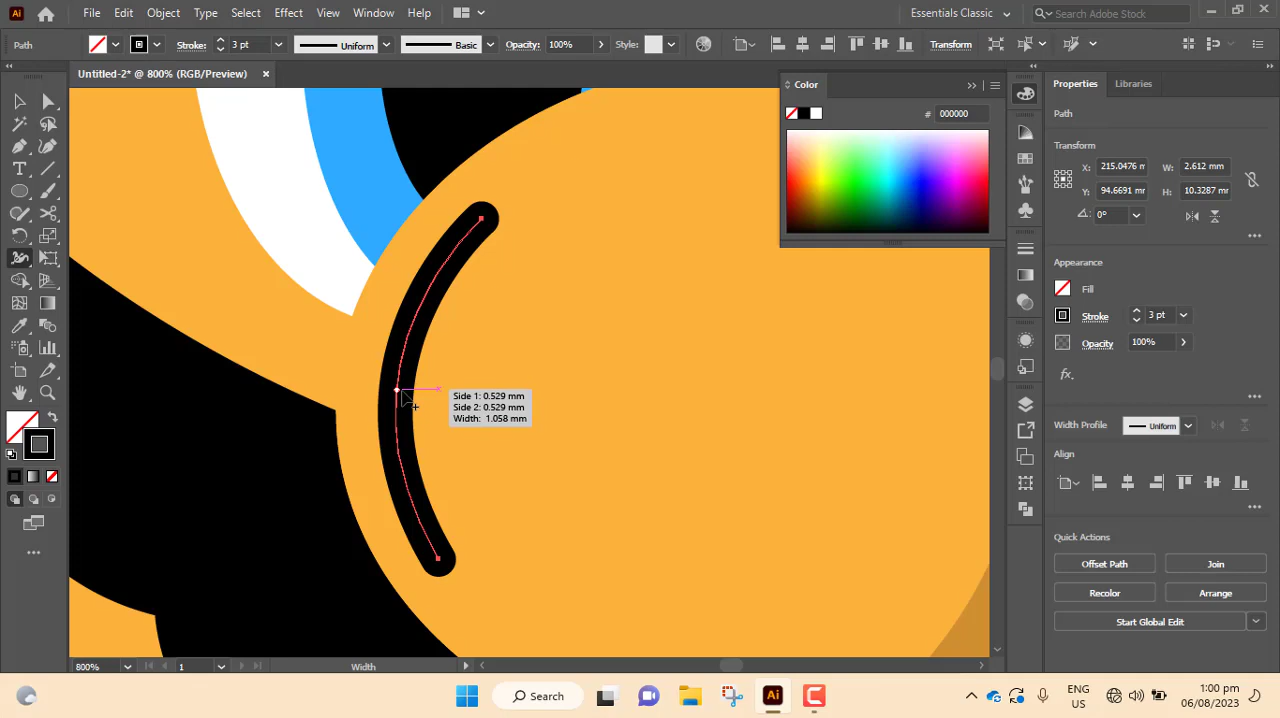 Ai File Edit Object Type Select Effect View Window Help Essentials Classic Search Adobe Stock
Path Stroke: 3 pt Uniform Basic Opacity: 100% Style: Transform
Untitled-2* @ 800% (RGB/Preview) ×
Color
# 000000
Properties Libraries
Path
Transform
X: 215.0476 W: 2.612 mm
Y: 94.6691 H: 10.3287 mm
0°
Appearance
Fill
Stroke 3 pt
Opacity 100%
fx.
Width Profile Uniform
Align
Quick Actions
Offset Path Join
Recolor Arrange
Start Global Edit
Side 1: 0.529 mm
Side 2: 0.529 mm
Width: 1.058 mm
800% 1 Width
Search
Ai
ENG
US
1:00 pm
06/08/2023